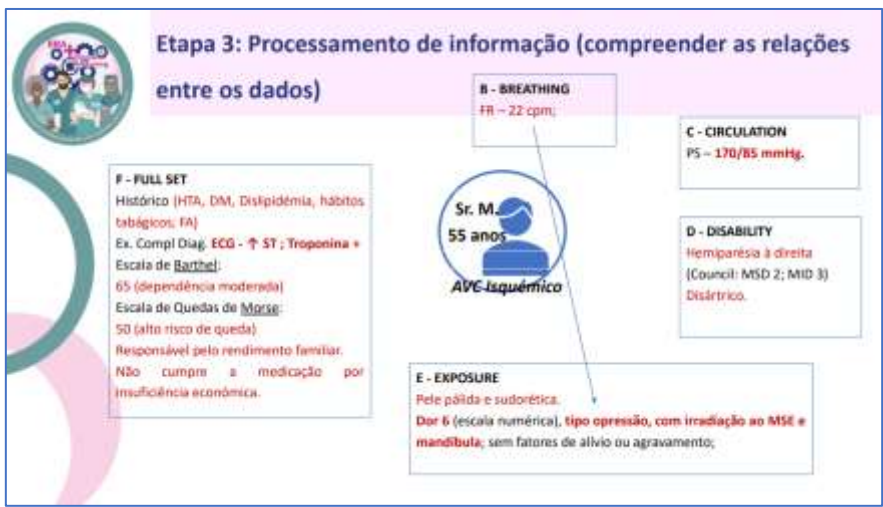 Etapa 3: Processamento de informação (compreender as relações
entre os dados)
B - BREATHING
FR – 22 cpm;
C - CIRCULATION
PS – 170/85 mmHg.
F - FULL SET
Histórico (HTA, DM, Dislipidémia, hábitos
tabágicos; FA)
Ex. Compl Diag. ECG - ↑ ST ; Troponina +
Escala de Barthel:
65 (dependência moderada)
Escala de Quedas de Morse:
50 (alto risco de queda)
Responsável pelo rendimento familiar.
Não cumpre a medicação por
insuficiência económica.
Sr. M.
55 anos
AVC Isquémico
D - DISABILITY
Hemiparésia à direita
(Council: MSD 2; MID 3)
Disártrico.
E - EXPOSURE
Pele pálida e sudorética.
Dor 6 (escala numérica), tipo opressão, com irradiação ao MSE e
mandíbula; sem fatores de alívio ou agravamento;